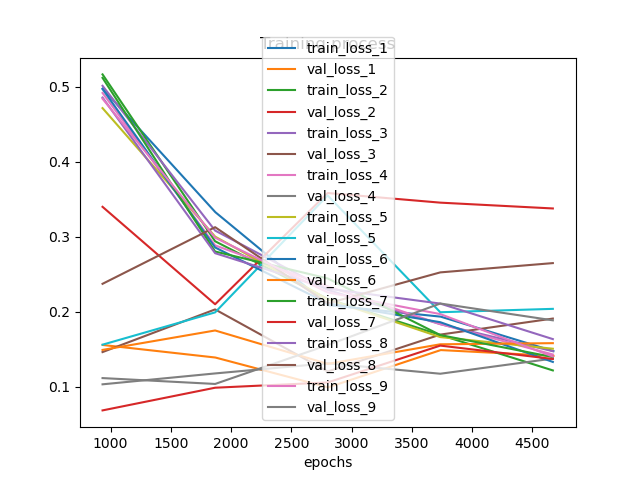 Training process
train_loss_1
val_loss_1
train_loss_2
val_loss_2
train_loss_3
val_loss_3
train_loss_4
val_loss_4
train_loss_5
val_loss_5
train_loss_6
val_loss_6
train_loss_7
val_loss_7
train_loss_8
val_loss_8
train_loss_9
val_loss_9
0.5
0.4
0.3
0.2
0.1
1000 1500 2000 2500 3000 3500 4000 4500
epochs